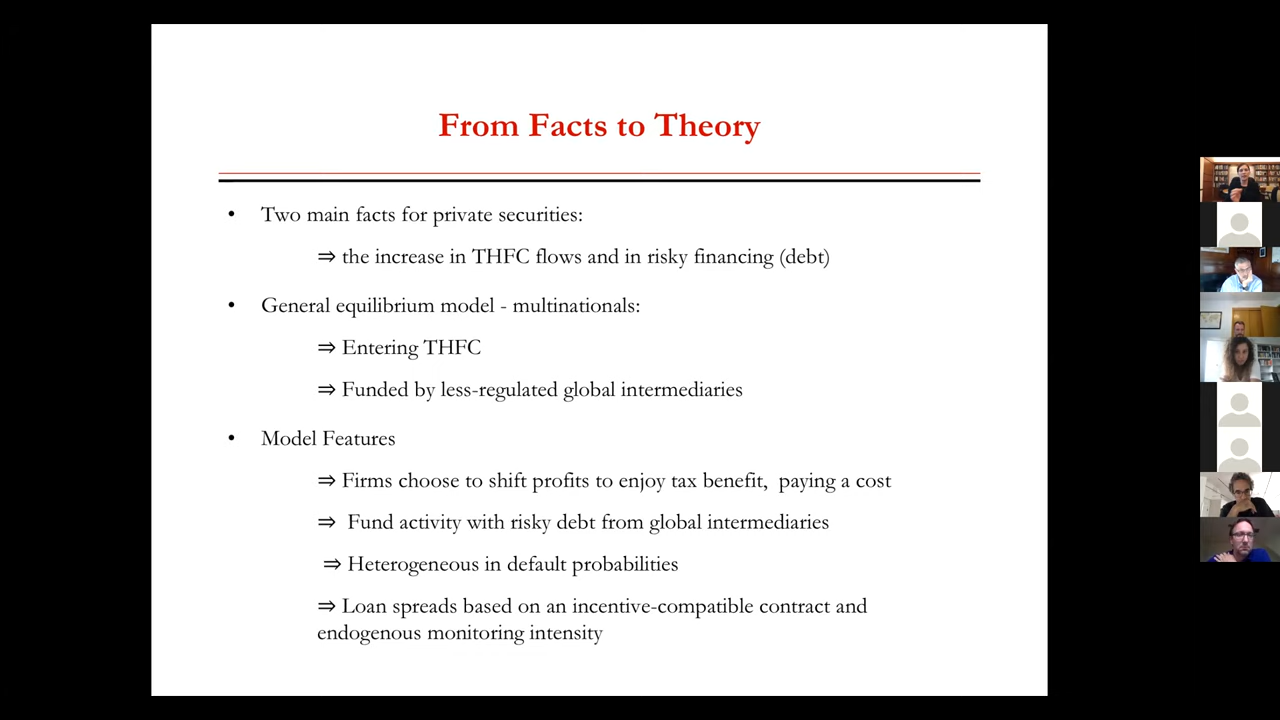 From Facts to Theory
• Two main facts for private securities:
⇒ the increase in THFC flows and in risky financing (debt)
• General equilibrium model - multinationals:
⇒ Entering THFC
⇒ Funded by less-regulated global intermediaries
• Model Features
⇒ Firms choose to shift profits to enjoy tax benefit, paying a cost
⇒ Fund activity with risky debt from global intermediaries
⇒ Heterogeneous in default probabilities
⇒ Loan spreads based on an incentive-compatible contract and
endogenous monitoring intensity